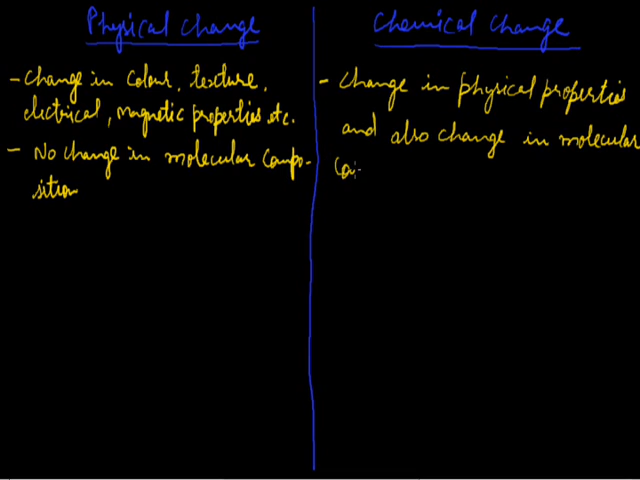 Physical Change
- Change in Colour, texture,
electrical, magnetic properties etc.
- No change in molecular compo-
sition
Chemical Change
- Change in physical properties
and also change in molecular